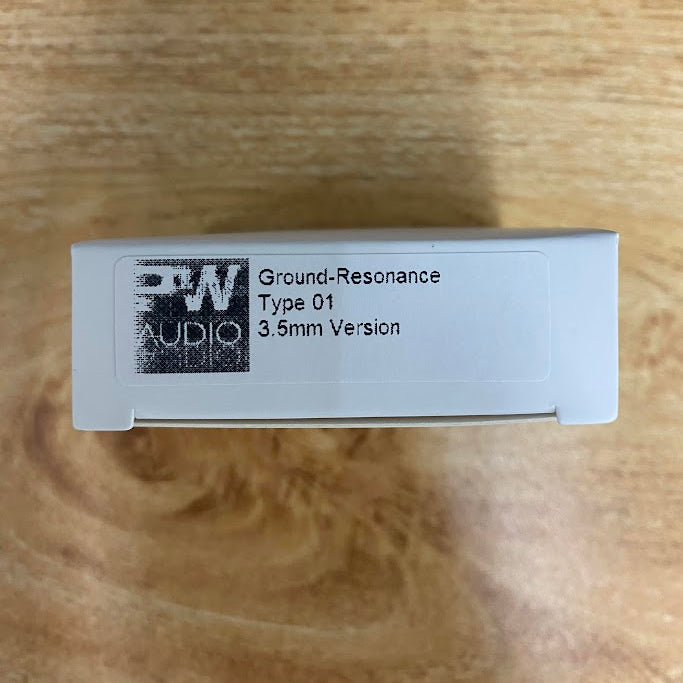 PW
AUDIO
Ground-Resonance
Type 01
3.5mm Version